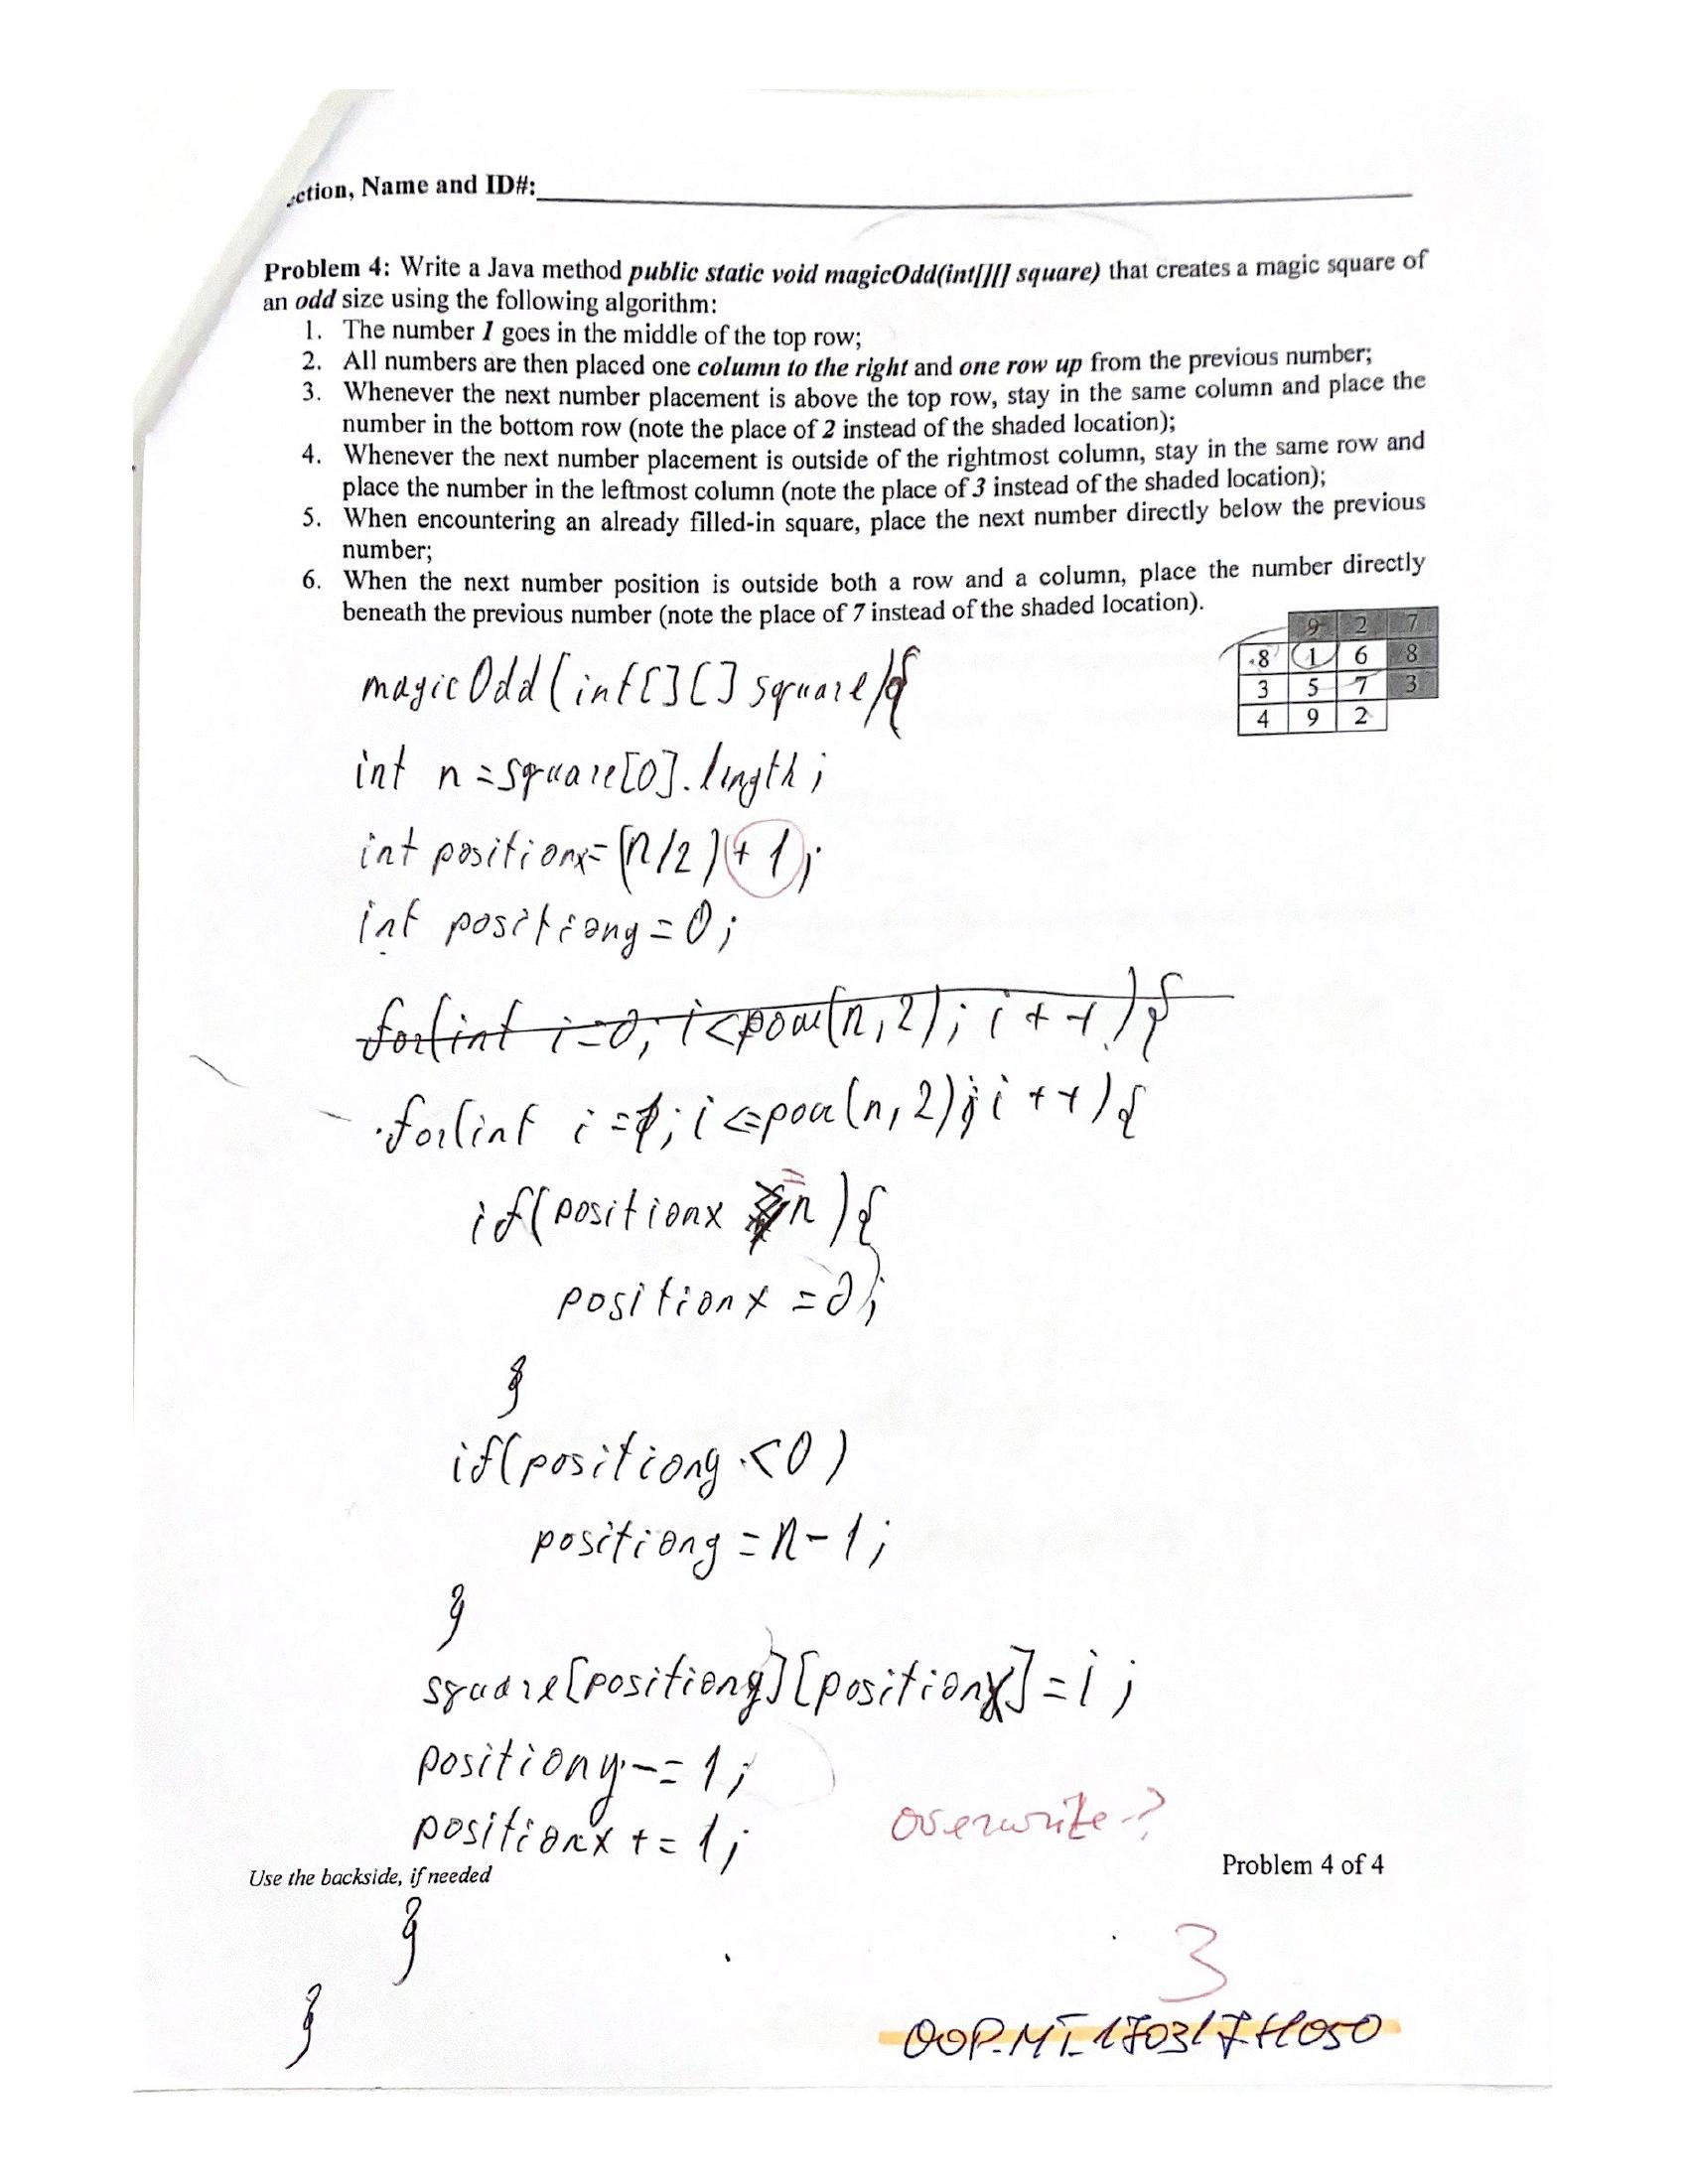 ction, Name and ID#:
Problem 4: Write a Java method public static void magicOdd(int[][] square) that creates a magic square of
an odd size using the following algorithm:
1. The number 1 goes in the middle of the top row;
2. All numbers are then placed one column to the right and one row up from the previous number;
3. Whenever the next number placement is above the top row, stay in the same column and place the
number in the bottom row (note the place of 2 instead of the shaded location);
4. Whenever the next number placement is outside of the rightmost column, stay in the same row and
place the number in the leftmost column (note the place of 3 instead of the shaded location);
5. When encountering an already filled-in square, place the next number directly below the previous
number;
6. When the next number position is outside both a row and a column, place the number directly
beneath the previous number (note the place of 7 instead of the shaded location).
9 2 7
8 1 6 8
3 5 7 3
4 9 2
magicOdd(int[][] square){
int n=square[0].length;
int positionx=(n/2)+1;
int positiony=0;
for(int i=0; i<pow(n,2); i++){
for(int i=1; i<=pow(n,2); i++){
if(positionx = n){
positionx =0;
}
if(positiony <0)
positiony =n-1;
}
square[positiony][positionx]=i;
positiony -= 1;
positionx += 1;
overwrite?
Use the backside, if needed
Problem 4 of 4
}
3
}